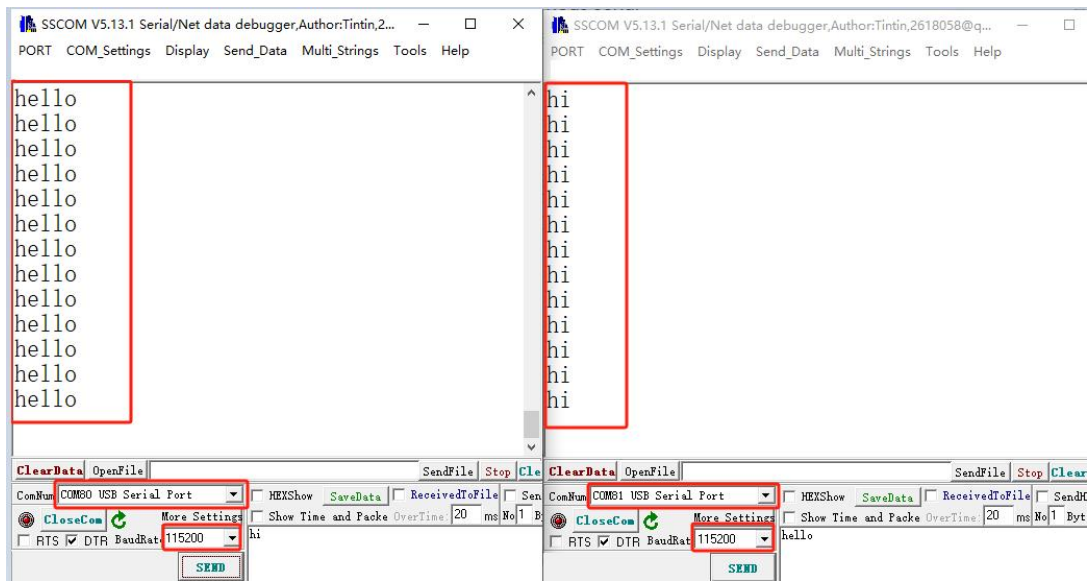 SSCOM V5.13.1 Serial/Net data debugger,Author:Tintin,2...
PORT COM_Settings Display Send_Data Multi_Strings Tools Help
hello
hello
hello
hello
hello
hello
hello
hello
hello
hello
hello
hello
hello
ClearData OpenFile SendFile Stop Cle
ComNum COM80 USB Serial Port HEXShow SaveData ReceivedToFile Sen
CloseCom More Settings Show Time and Packe OverTime: 20 ms No 1 B
RTS DTR BaudRat 115200 hi
SEND
SSCOM V5.13.1 Serial/Net data debugger,Author:Tintin,2618058@q...
PORT COM_Settings Display Send_Data Multi_Strings Tools Help
hi
hi
hi
hi
hi
hi
hi
hi
hi
hi
hi
hi
hi
ClearData OpenFile SendFile Stop Clear
ComNum COM81 USB Serial Port HEXShow SaveData ReceivedToFile SendH
CloseCom More Settings Show Time and Packe OverTime: 20 ms No 1 Byt
RTS DTR BaudRat 115200 hello
SEND